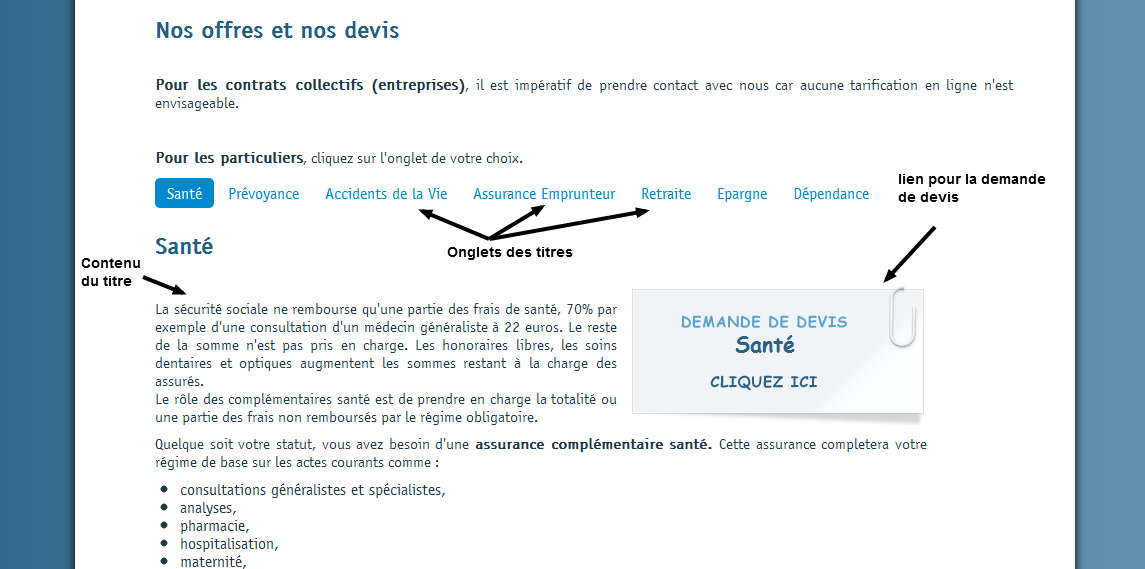 Nos offres et nos devis
Pour les contrats collectifs (entreprises), il est impératif de prendre contact avec nous car aucune tarification en ligne n'est
envisageable.
Pour les particuliers, cliquez sur l'onglet de votre choix.
lien pour la demande
de devis
Santé Prévoyance Accidents de la Vie Assurance Emprunteur Retraite Epargne Dépendance
Onglets des titres
Santé
Contenu
du titre
La sécurité sociale ne rembourse qu'une partie des frais de santé, 70% par
exemple d'une consultation d'un médecin généraliste à 22 euros. Le reste
de la somme n'est pas pris en charge. Les honoraires libres, les soins
dentaires et optiques augmentent les sommes restant à la charge des
assurés.
Le rôle des complémentaires santé est de prendre en charge la totalité ou
une partie des frais non remboursés par le régime obligatoire.
DEMANDE DE DEVIS
Santé
CLIQUEZ ICI
Quelque soit votre statut, vous avez besoin d'une assurance complémentaire santé. Cette assurance completera votre
régime de base sur les actes courants comme :
consultations généralistes et spécialistes,
analyses,
pharmacie,
hospitalisation,
maternité,